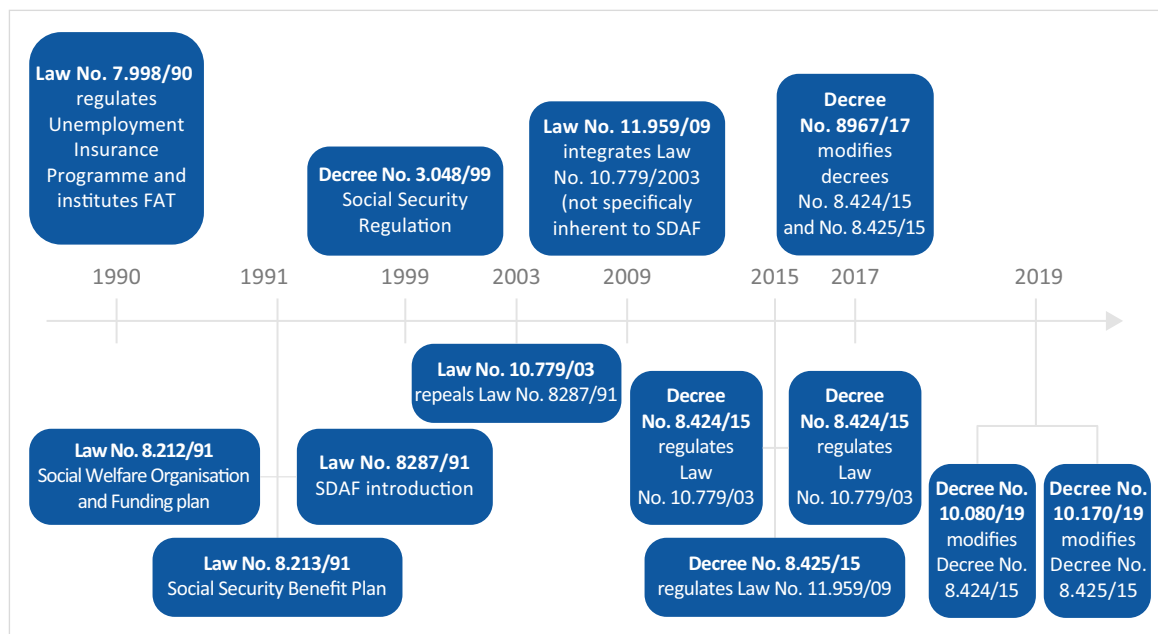 Law No. 7.998/90
regulates
Unemployment
Insurance
Programme and
institutes FAT
Decree No. 3.048/99
Social Security
Regulation
Law No. 11.959/09
integrates Law
No. 10.779/2003
(not specificaly
inherent to SDAF
Decree
No. 8967/17
modifies
decrees
No. 8.424/15
and No. 8.425/15
1990
1991
1999
2003
2009
2015
2017
2019
Law No. 10.779/03
repeals Law No. 8287/91
Law No. 8.212/91
Social Welfare Organisation
and Funding plan
Law No. 8287/91
SDAF introduction
Law No. 8.213/91
Social Security Benefit Plan
Decree
No. 8.424/15
regulates
Law
No. 10.779/03
Decree
No. 8.424/15
regulates
Law
No. 10.779/03
Decree No. 8.425/15
regulates Law No. 11.959/09
Decree No.
10.080/19
modifies
Decree No.
8.424/15
Decree No.
10.170/19
modifies
Decree No.
8.425/15